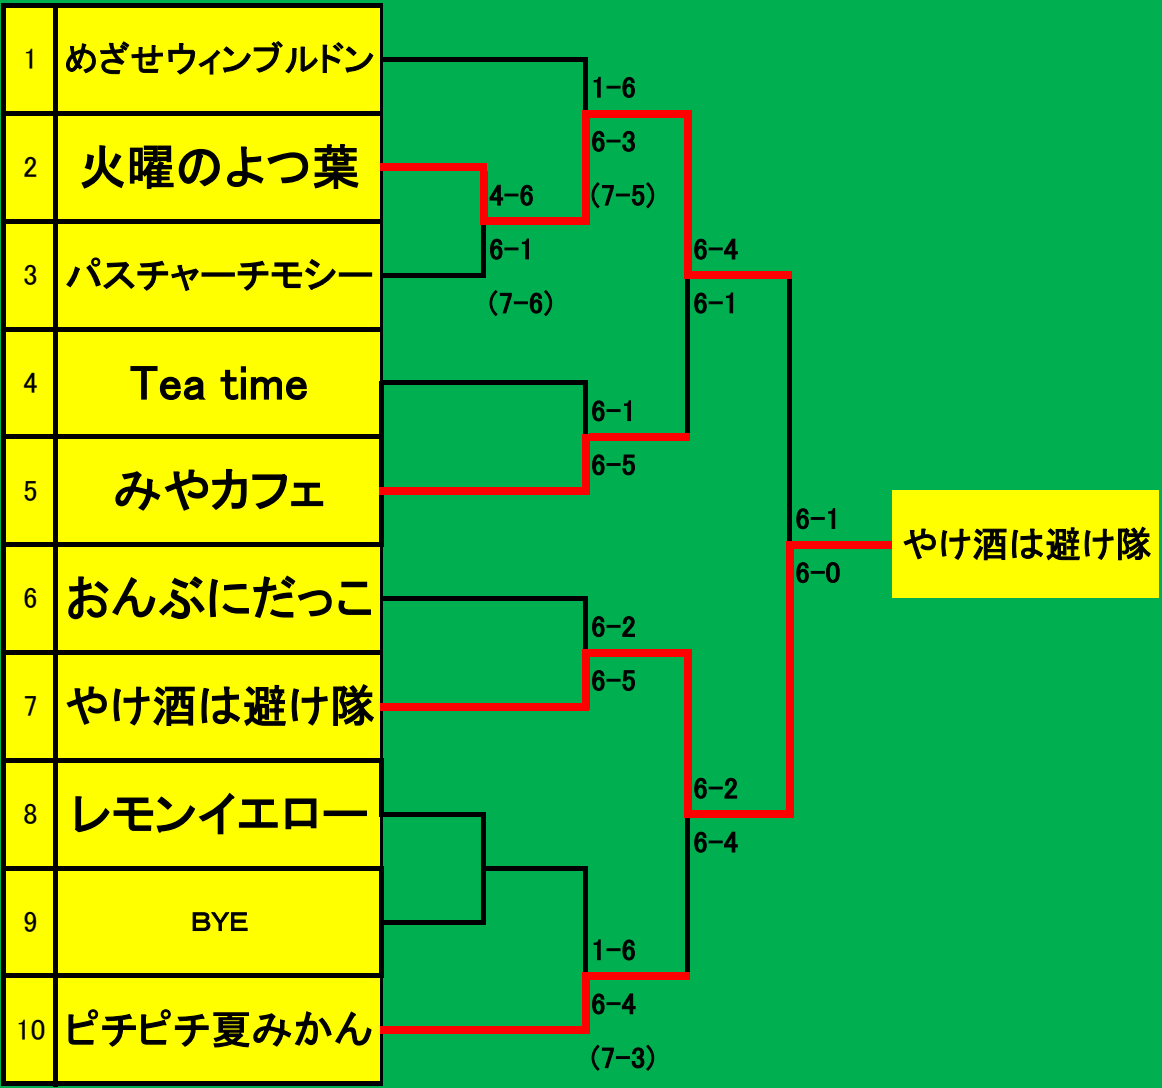 1 めざせウィンブルドン
1-6
2 火曜のよつ葉
6-3
4-6
(7-5)
3 パスチャーチモシー
6-1
(7-6)
6-4
6-1
4 Tea time
6-1
5 みやカフェ
6-5
6-1
やけ酒は避け隊
6-0
6 おんぶにだっこ
6-2
7 やけ酒は避け隊
6-5
6-2
8 レモンイエロー
6-4
9 BYE
1-6
10 ピチピチ夏みかん
6-4
(7-3)